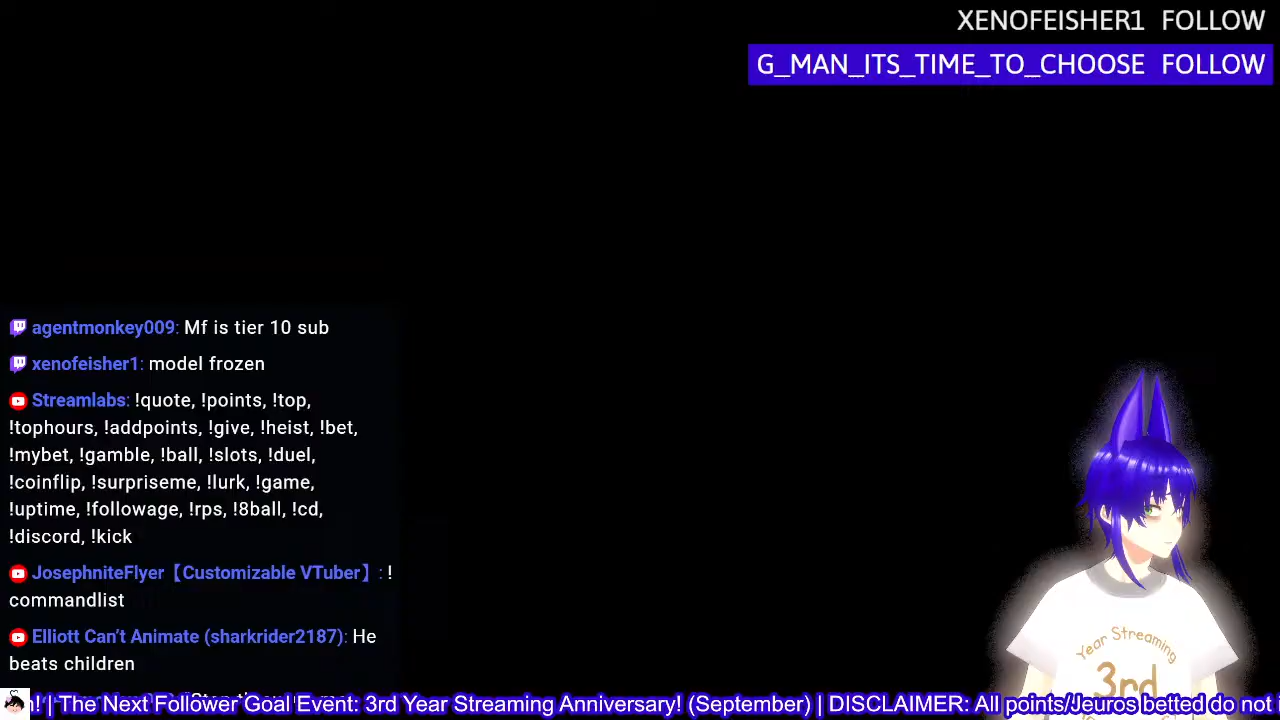 XENOFEISHER1 FOLLOW
G_MAN_ITS_TIME_TO_CHOOSE FOLLOW
agentmonkey009: Mf is tier 10 sub
xenofeisher1: model frozen
Streamlabs: !quote, !points, !top,
!tophours, !addpoints, !give, !heist, !bet,
!mybet, !gamble, !ball, !slots, !duel,
!coinflip, !surpriseme, !lurk, !game,
!uptime, !followage, !rps, !8ball, !cd,
!discord, !kick
JosephniteFlyer【Customizable VTuber】: !
commandlist
Elliott Can't Animate (sharkrider2187): He
beats children
Year Streaming
3rd
! | The Next Follower Goal Event: 3rd Year Streaming Anniversary! (September) | DISCLAIMER: All points/Jeuros betted do not